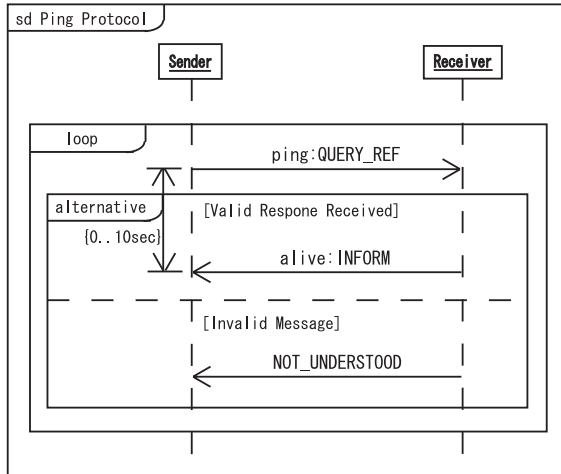 sd Ping Protocol
Sender
Receiver
loop
ping:QUERY_REF
alternative
[Valid Respone Received]
{0..10sec}
alive:INFORM
[Invalid Message]
NOT_UNDERSTOOD